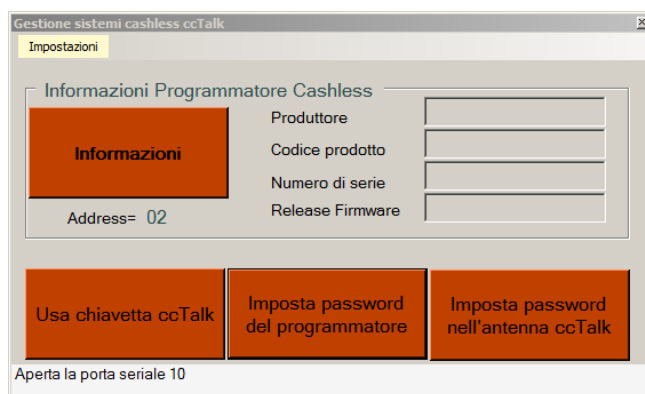 Gestione sistemi cashless ccTalk
Impostazioni
Informazioni Programmatore Cashless
Informazioni
Produttore
Codice prodotto
Numero di serie
Release Firmware
Address= 02
Usa chiavetta ccTalk
Imposta password
del programmatore
Imposta password
nell'antenna ccTalk
Aperta la porta seriale 10